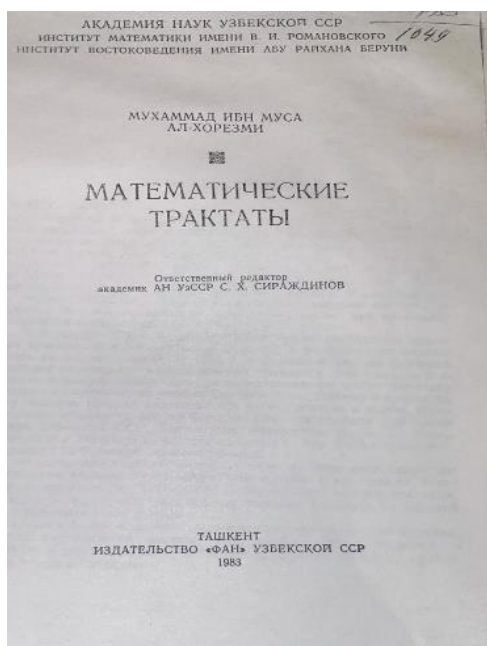 АКАДЕМИЯ НАУК УЗБЕКСКОЙ ССР
ИНСТИТУТ МАТЕМАТИКИ ИМЕНИ В. И. РОМАНОВСКОГО
ИНСТИТУТ ВОСТОКОВЕДЕНИЯ ИМЕНИ АБУ РАЙХАНА БЕРУНИ
1049
МУХАММАД ИБН МУСА
АЛ-ХОРЕЗМИ
МАТЕМАТИЧЕСКИЕ
ТРАКТАТЫ
Ответственный редактор
академик АН УзССР С. Х. СИРАЖДИНОВ
ТАШКЕНТ
ИЗДАТЕЛЬСТВО «ФАН» УЗБЕКСКОЙ ССР
1983